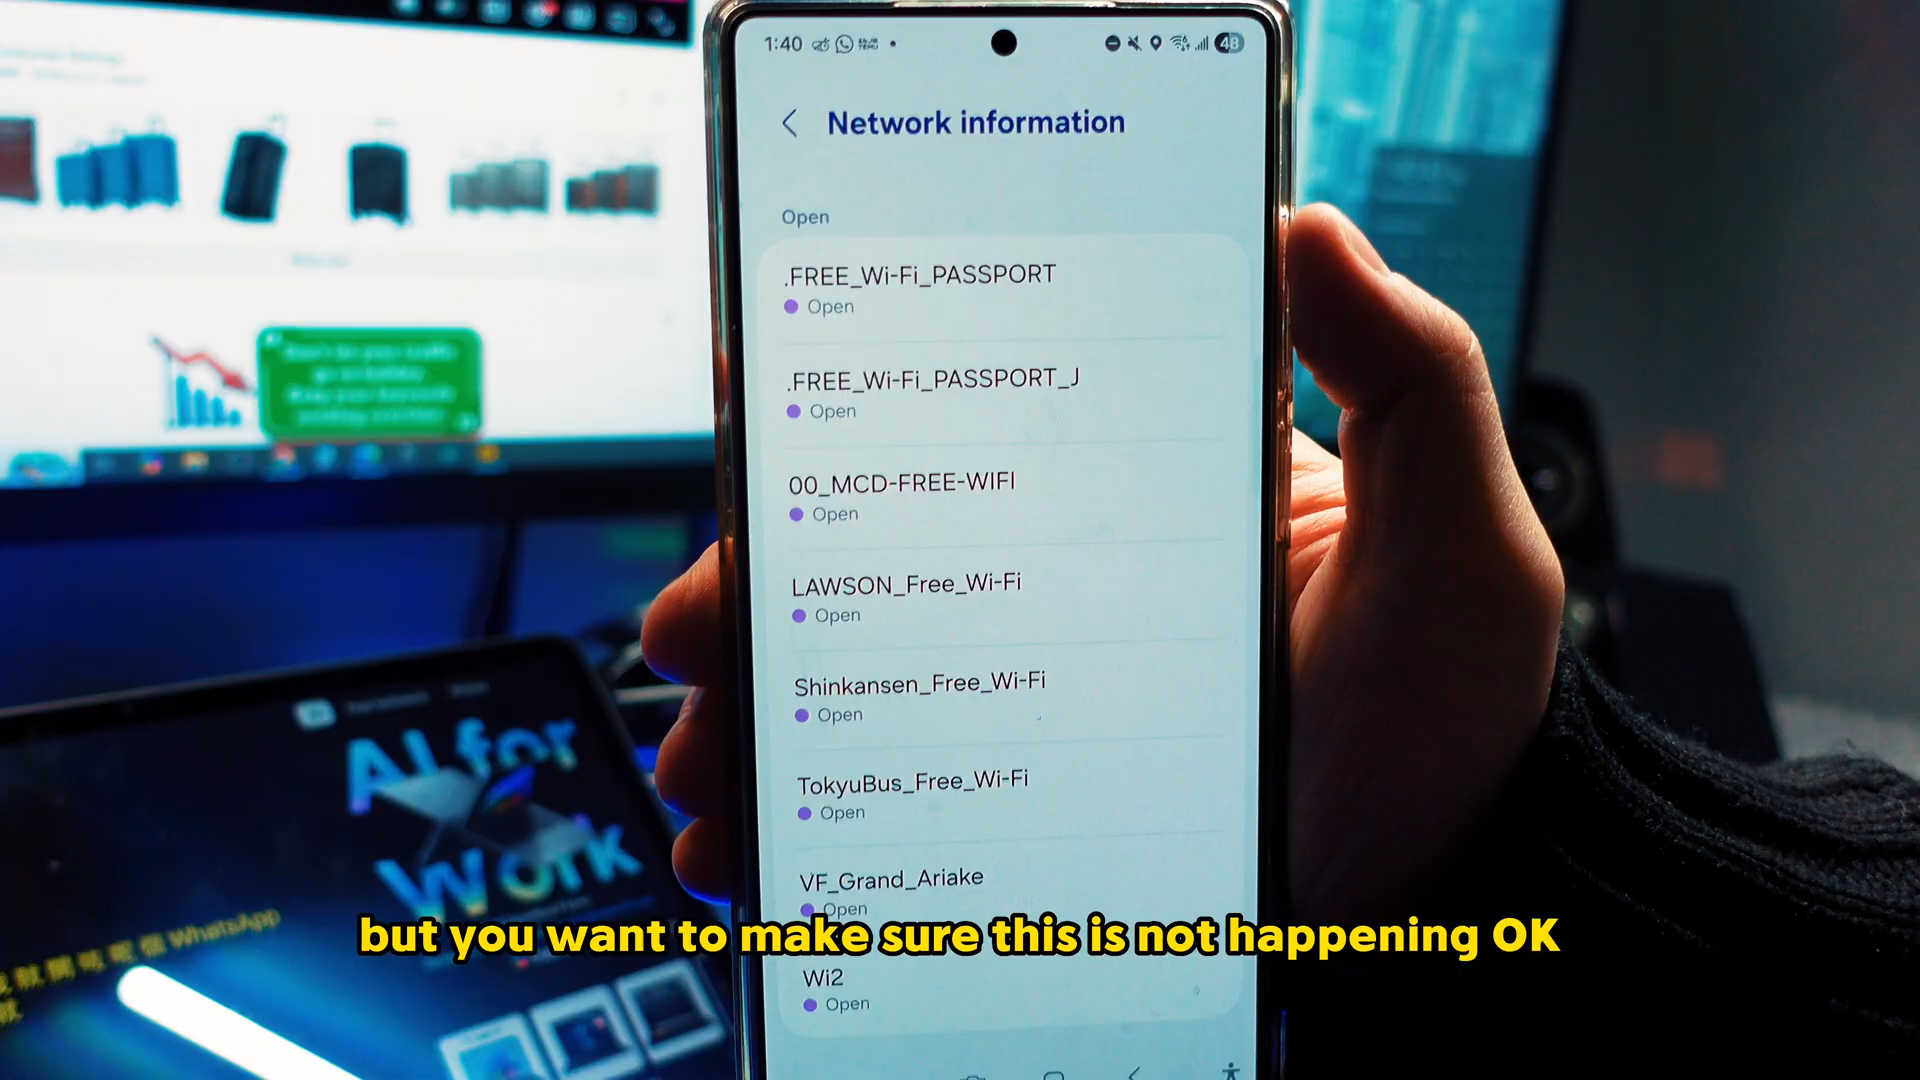 1:40
48
Network information
Open
.FREE_Wi-Fi_PASSPORT
Open
.FREE_Wi-Fi_PASSPORT_J
Open
00_MCD-FREE-WIFI
Open
LAWSON_Free_Wi-Fi
Open
Shinkansen_Free_Wi-Fi
Open
TokyuBus_Free_Wi-Fi
Open
VF_Grand_Ariake
Open
Wi2
Open
AI for
Work
WhatsApp
but you want to make sure this is not happening OK